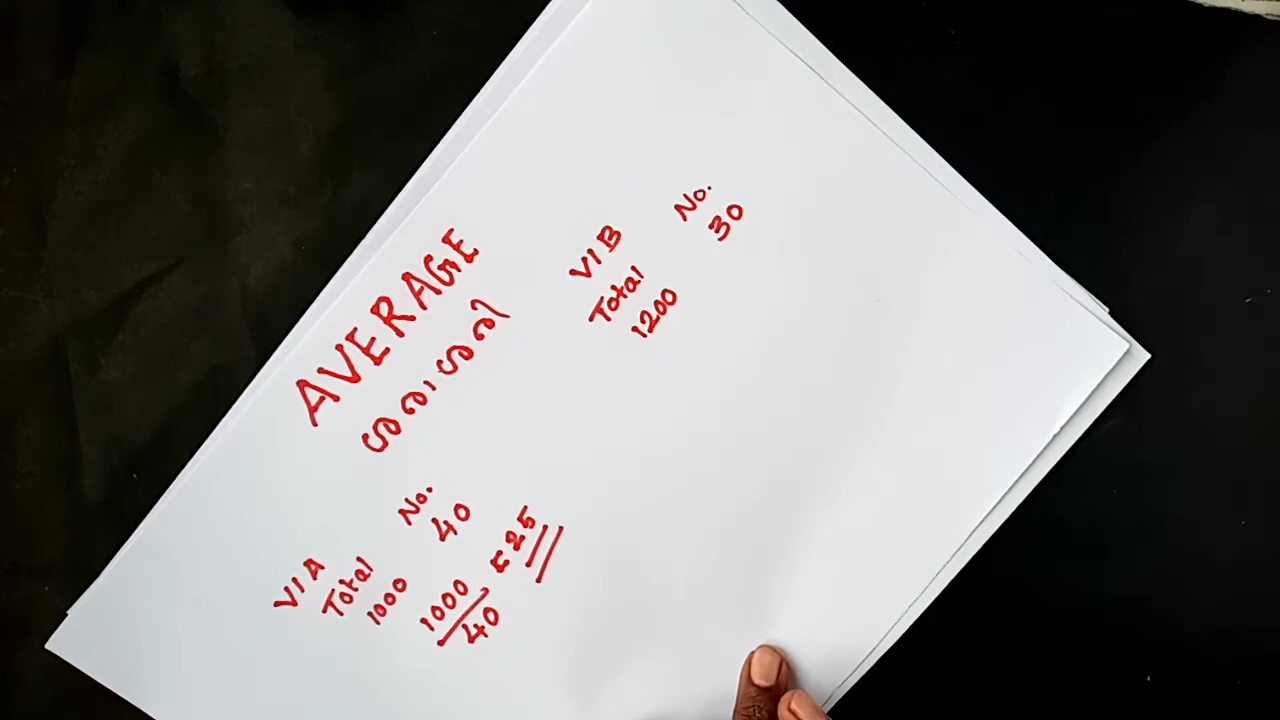 AVERAGE
ശരാശരി
VI A
Total No.
1000 40
1000/40 = 25
VI B
Total No.
1200 30